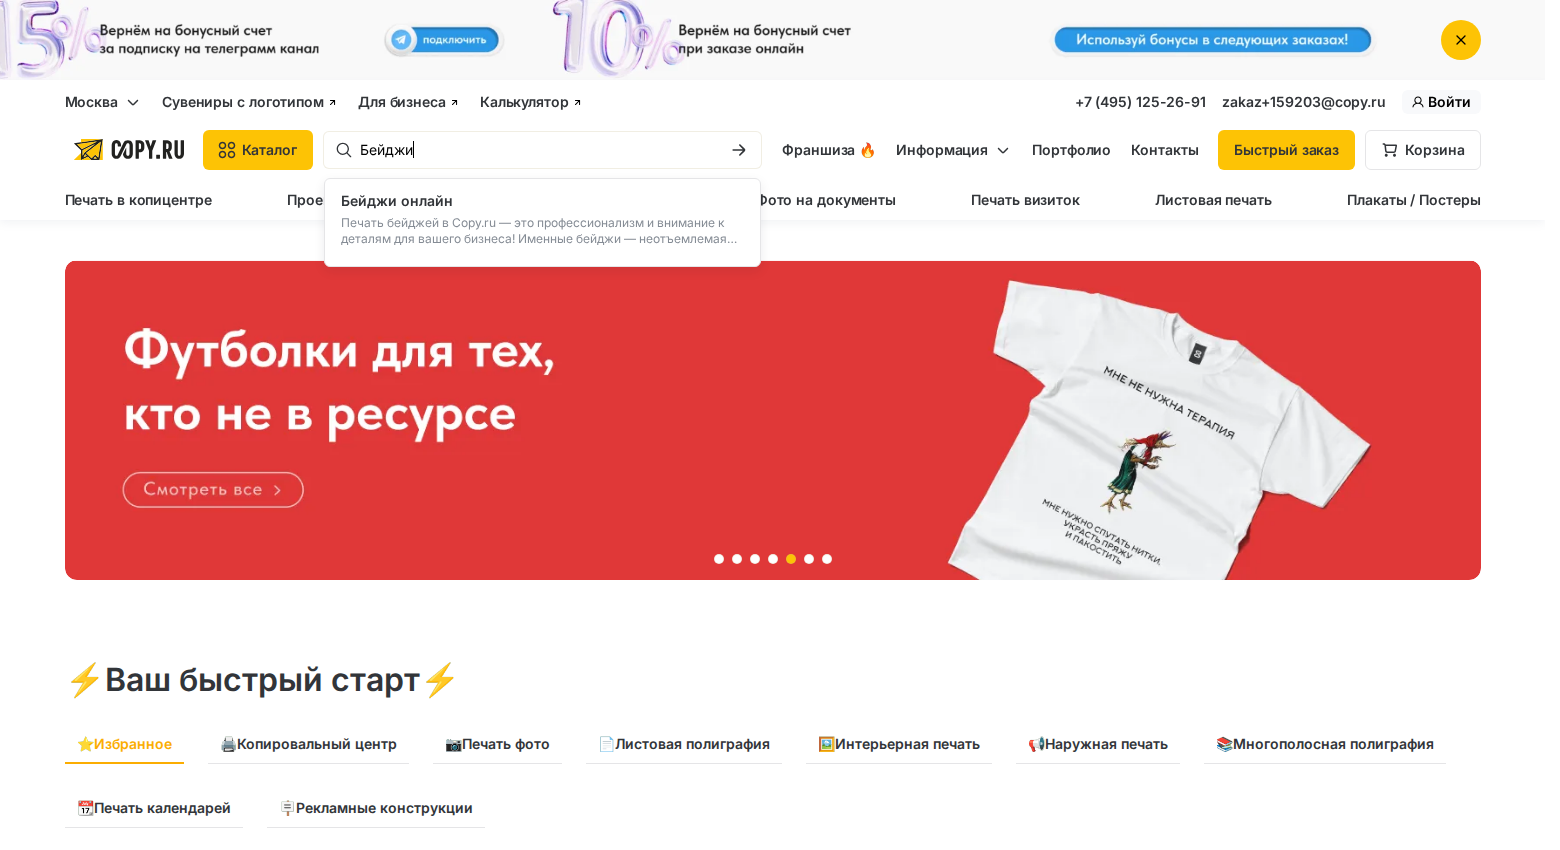 15%
Вернём на бонусный счет
за подписку на телеграмм канал
подключить
10%
Вернём на бонусный счет
при заказе онлайн
Используй бонусы в следующих заказах!
Москва
Сувениры с логотипом
Для бизнеса
Калькулятор
+7 (495) 125-26-91
zakaz+159203@copy.ru
Войти
COPY.RU
Каталог
Бейджи
Франшиза 🔥
Информация
Портфолио
Контакты
Быстрый заказ
Корзина
Печать в копицентре
Прое
Фото на документы
Печать визиток
Листовая печать
Плакаты / Постеры
Бейджи онлайн
Печать бейджей в Copy.ru — это профессионализм и внимание к
деталям для вашего бизнеса! Именные бейджи — неотъемлемая...
Футболки для тех,
кто не в ресурсе
Смотреть все
МНЕ НЕ НУЖНА ТЕРАПИЯ
МНЕ НУЖНО СПУТАТЬ НИТКИ,
УКРАСТЬ ПРЯЖУ
И ПАКОСТИТЬ
⚡Ваш быстрый старт⚡
⭐Избранное
🖨️Копировальный центр
📷Печать фото
📄Листовая полиграфия
🖼️Интерьерная печать
📢Наружная печать
📚Многополосная полиграфия
📆Печать календарей
🪧Рекламные конструкции